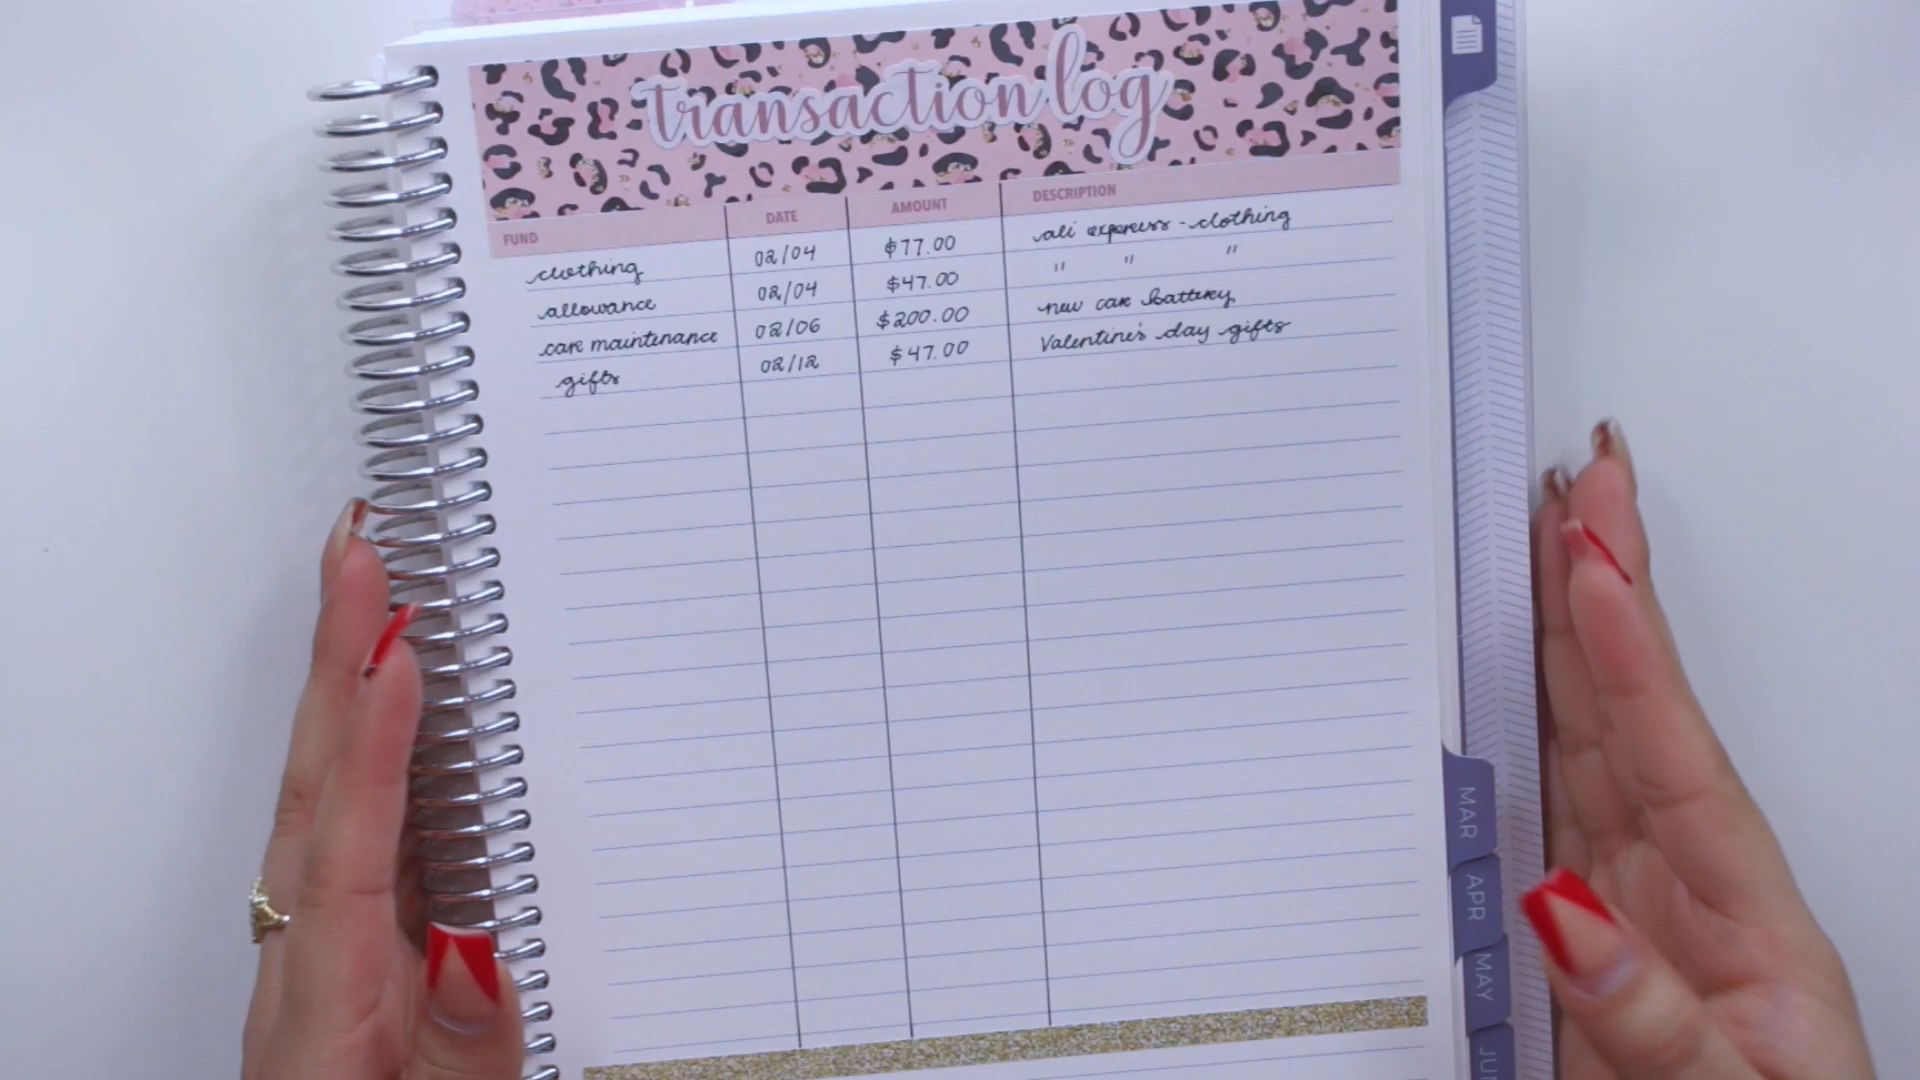 transaction log
FUND DATE AMOUNT DESCRIPTION
clothing 02/04 $77.00 ali express - clothing
allowance 02/04 $47.00 " " "
care maintenance 02/06 $200.00 new car battery
gifts 02/12 $47.00 Valentine's day gifts
MAR
APR
MAY
JUN